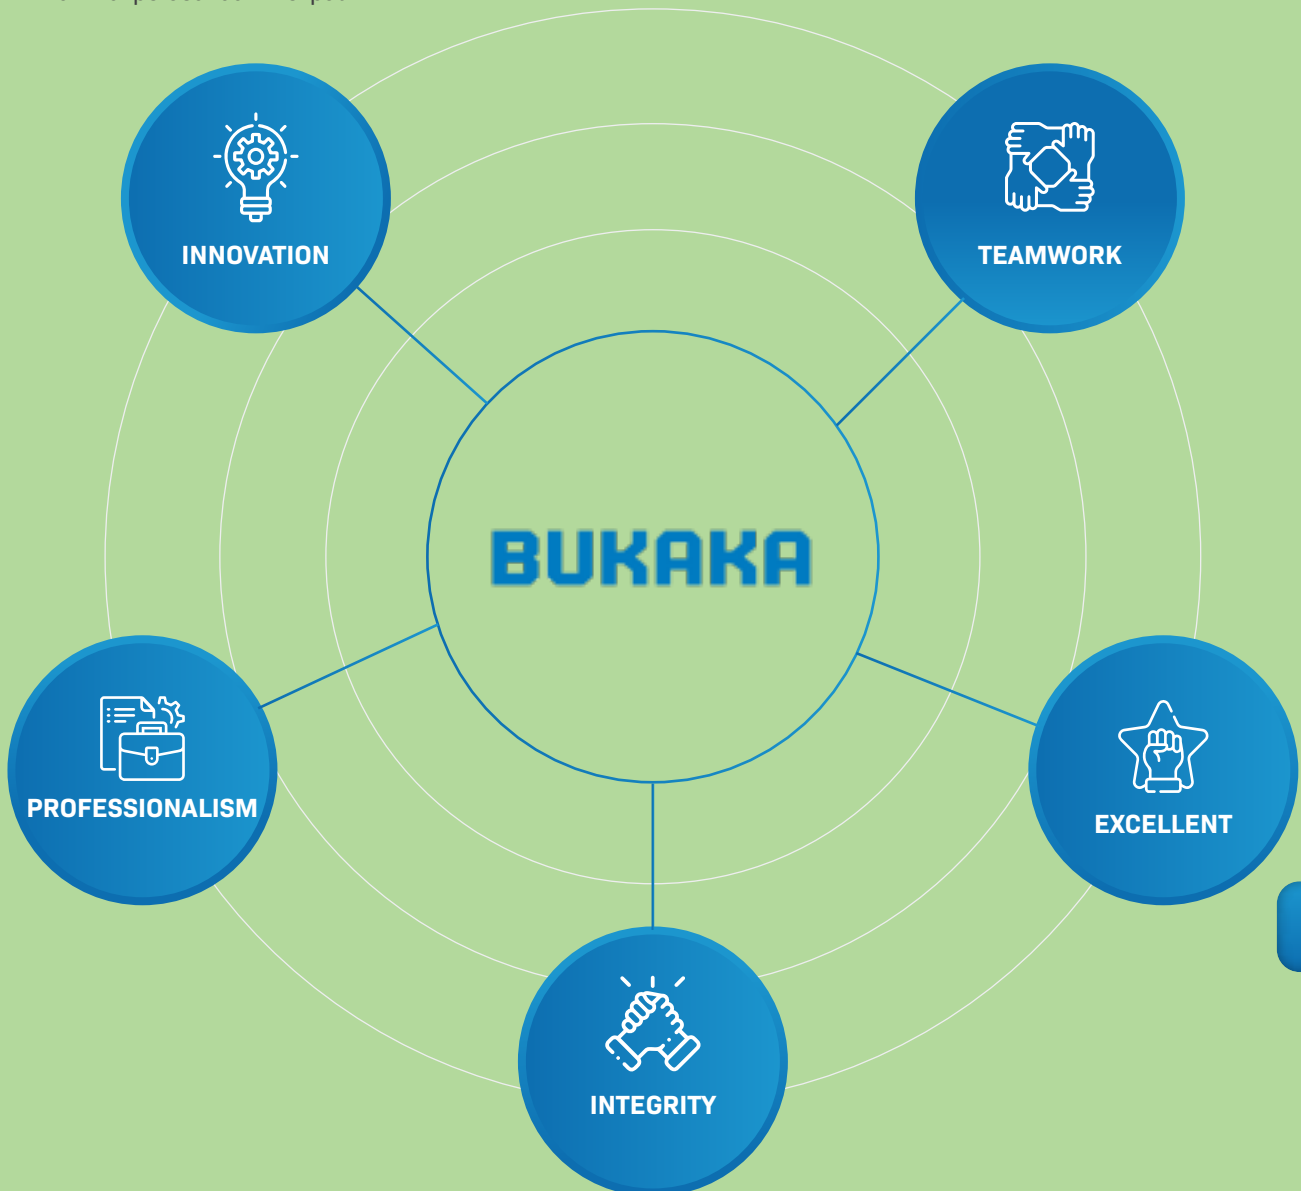 INNOVATION
TEAMWORK
BUKAKA
PROFESSIONALISM
EXCELLENT
INTEGRITY